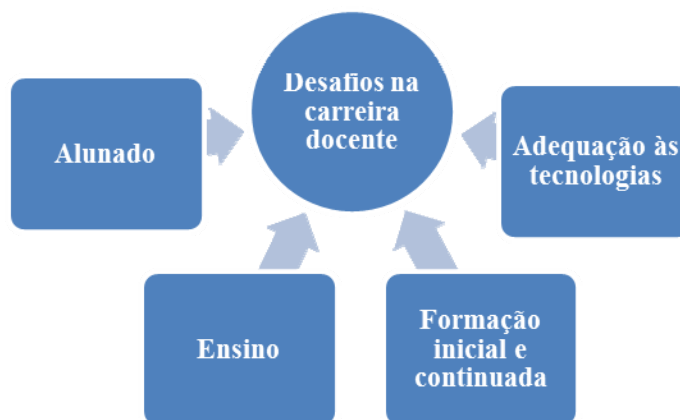 Desafios na
carreira
docente
Alunado
Adequação às
tecnologias
Ensino
Formação
inicial e
continuada